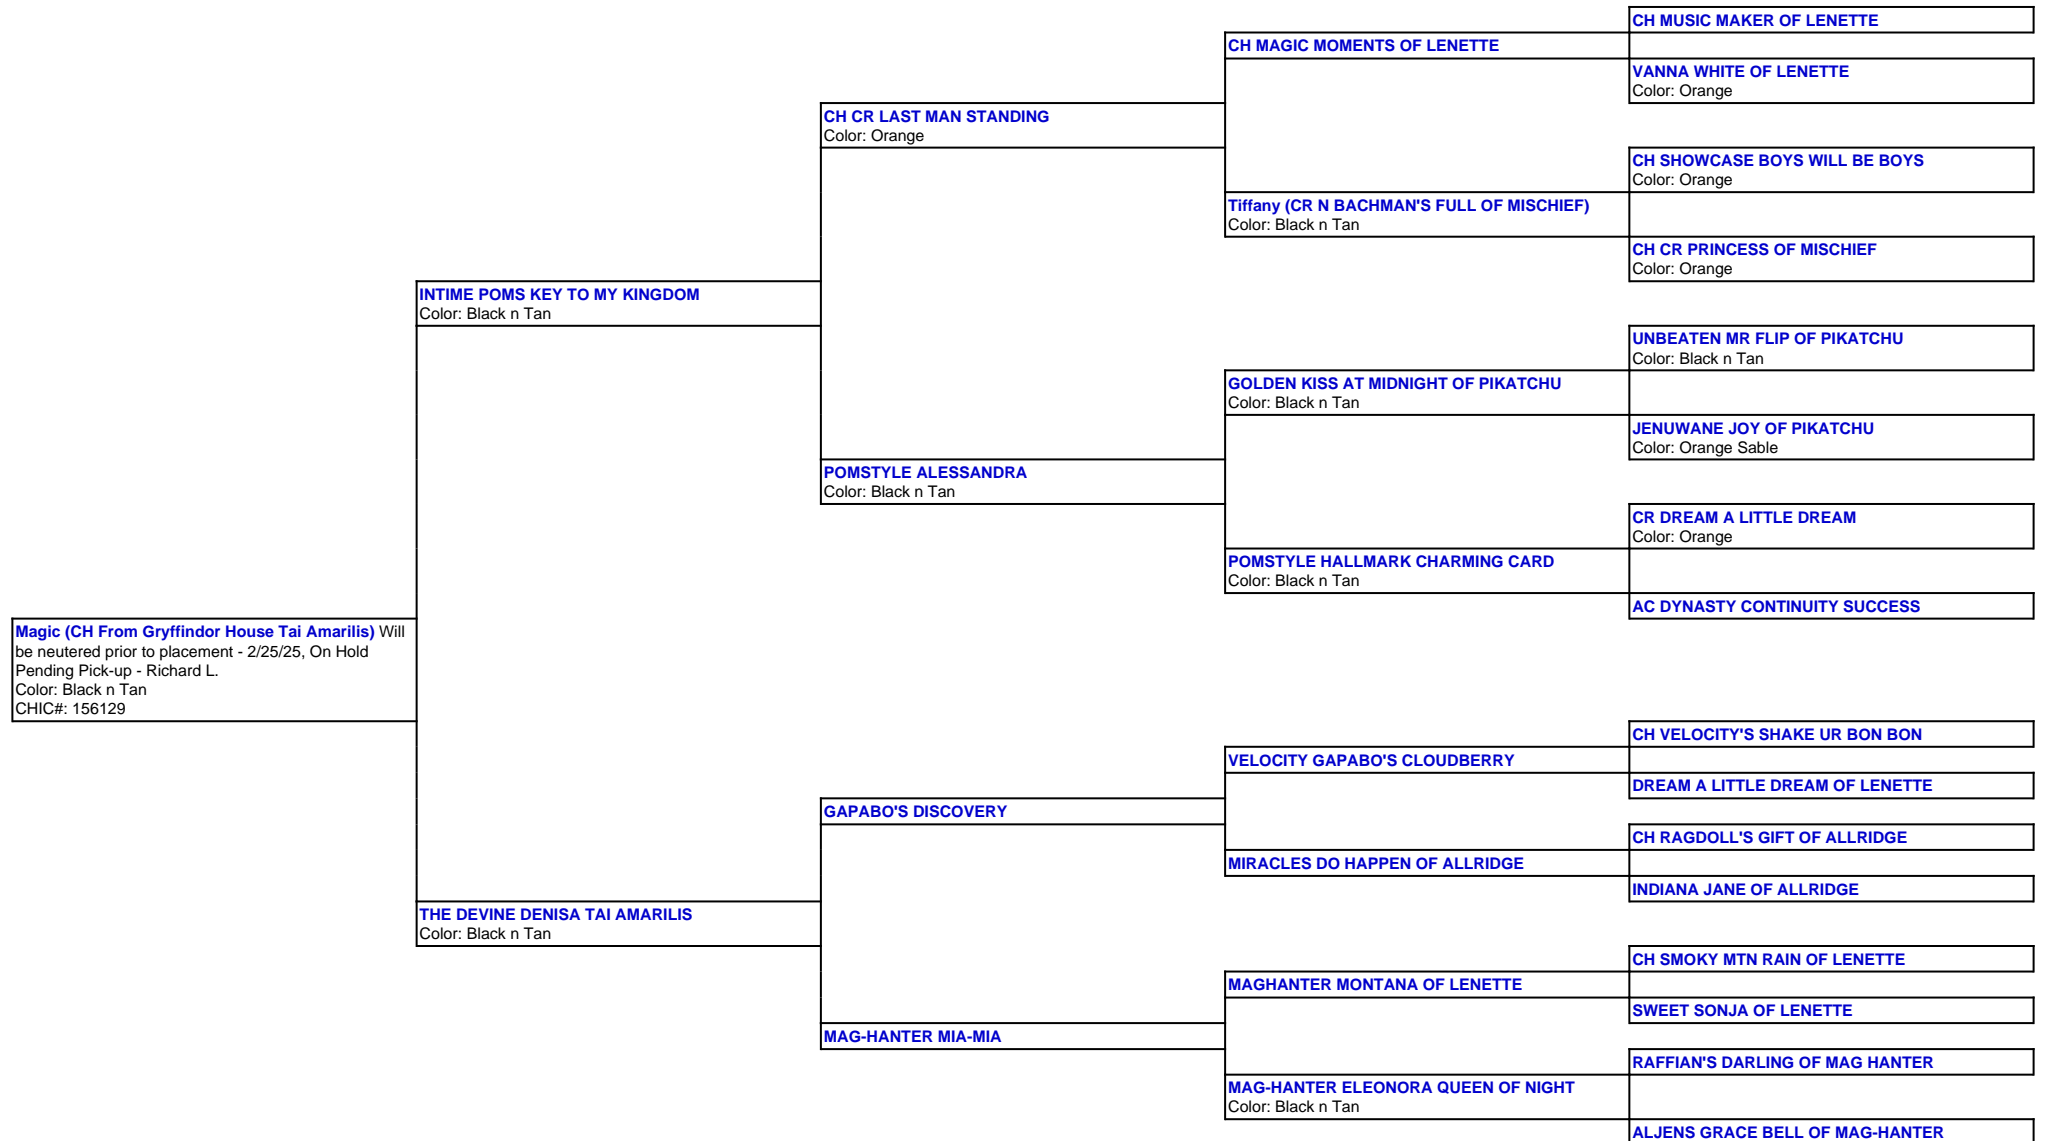 CH MUSIC MAKER OF LENETTE
CH MAGIC MOMENTS OF LENETTE
VANNA WHITE OF LENETTE
Color: Orange
CH CR LAST MAN STANDING
Color: Orange
CH SHOWCASE BOYS WILL BE BOYS
Color: Orange
Tiffany (CR N BACHMAN'S FULL OF MISCHIEF)
Color: Black n Tan
CH CR PRINCESS OF MISCHIEF
Color: Orange
INTIME POMS KEY TO MY KINGDOM
Color: Black n Tan
UNBEATEN MR FLIP OF PIKATCHU
Color: Black n Tan
GOLDEN KISS AT MIDNIGHT OF PIKATCHU
Color: Black n Tan
JENUWANE JOY OF PIKATCHU
Color: Orange Sable
POMSTYLE ALESSANDRA
Color: Black n Tan
CR DREAM A LITTLE DREAM
Color: Orange
POMSTYLE HALLMARK CHARMING CARD
Color: Black n Tan
AC DYNASTY CONTINUITY SUCCESS
Magic (CH From Gryffindor House Tai Amarilis) Will
be neutered prior to placement - 2/25/25, On Hold
Pending Pick-up - Richard L.
Color: Black n Tan
CHIC#: 156129
CH VELOCITY'S SHAKE UR BON BON
VELOCITY GAPABO'S CLOUDBERRY
DREAM A LITTLE DREAM OF LENETTE
GAPABO'S DISCOVERY
CH RAGDOLL'S GIFT OF ALLRIDGE
MIRACLES DO HAPPEN OF ALLRIDGE
INDIANA JANE OF ALLRIDGE
THE DEVINE DENISA TAI AMARILIS
Color: Black n Tan
CH SMOKY MTN RAIN OF LENETTE
MAGHANTER MONTANA OF LENETTE
SWEET SONJA OF LENETTE
MAG-HANTER MIA-MIA
RAFFIAN'S DARLING OF MAG HANTER
MAG-HANTER ELEONORA QUEEN OF NIGHT
Color: Black n Tan
ALJENS GRACE BELL OF MAG-HANTER